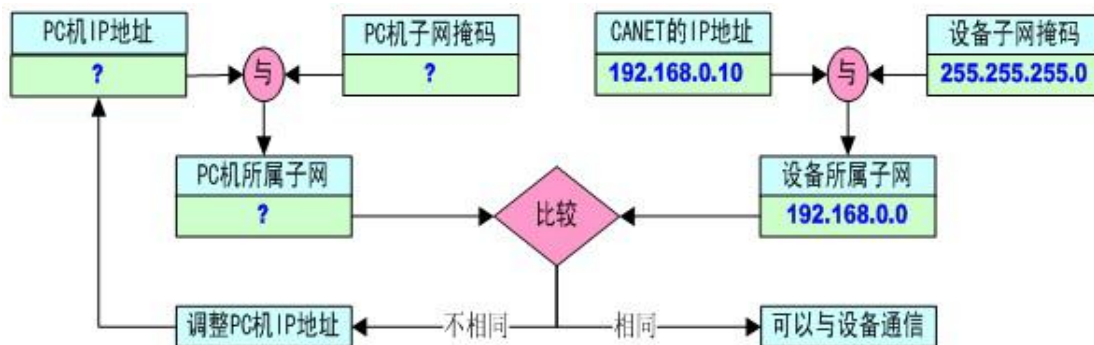 PC机IP地址
?
与
PC机子网掩码
?
CANET的IP地址
192.168.0.10
与
设备子网掩码
255.255.255.0
PC机所属子网
?
比较
设备所属子网
192.168.0.0
调整PC机IP地址
不相同
相同
可以与设备通信